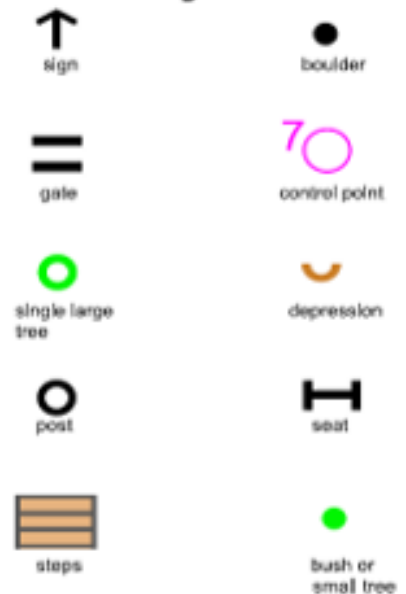 sign
boulder
7
gate
control point
single large
tree
depression
post
seat
steps
bush or
small tree